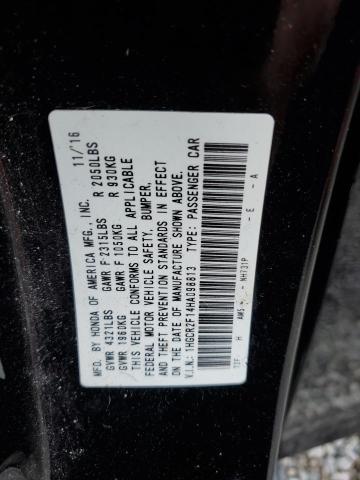 MFD. BY HONDA OF AMERICA MFG., INC. 11/16
GVWR 4321LBS GAWR F 2315LBS R 2050LBS
GVWR 1960KG GAWR F 1050KG R 930KG
THIS VEHICLE CONFORMS TO ALL APPLICABLE
FEDERAL MOTOR VEHICLE SAFETY, BUMPER,
AND THEFT PREVENTION STANDARDS IN EFFECT
ON THE DATE OF MANUFACTURE SHOWN ABOVE.
V.I.N.: 1HGCR2F14HA098813 TYPE: PASSENGER CAR
H NH731P - E - A